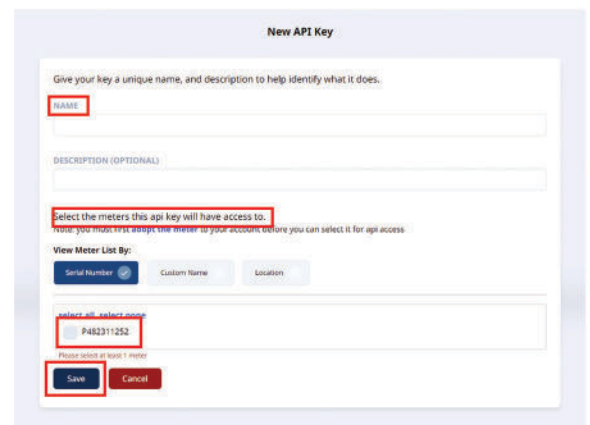 New API Key
Give your key a unique name, and description to help identify what it does.
NAME
DESCRIPTION (OPTIONAL)
Select the meters this api key will have access to.
Note: you must first adopt the meter to your account before you can select it for api access
View Meter List By:
Serial Number Custom Name Location
select all select none
P482311252
Please select at least 1 meter
Save Cancel